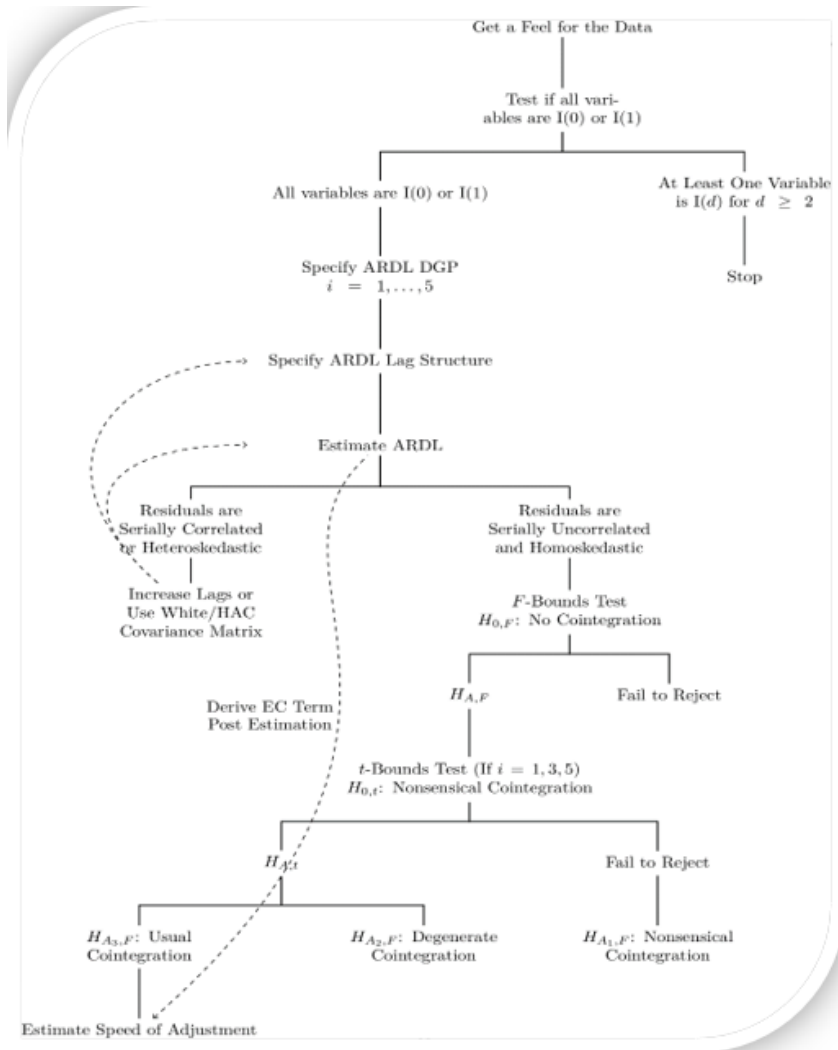 Get a Feel for the Data
Test if all vari-
ables are I(0) or I(1)
All variables are I(0) or I(1)
At Least One Variable
is I(d) for d ≥ 2
Specify ARDL DGP
i = 1, . . . , 5
Stop
Specify ARDL Lag Structure
Estimate ARDL
Residuals are
Serially Correlated
or Heteroskedastic
Residuals are
Serially Uncorrelated
and Homoskedastic
Increase Lags or
Use White/HAC
Covariance Matrix
F-Bounds Test
H0,F: No Cointegration
HA,F
Fail to Reject
Derive EC Term
Post Estimation
t-Bounds Test (If i = 1, 3, 5)
H0,t: Nonsensical Cointegration
HA,t
Fail to Reject
HA3,F: Usual
Cointegration
HA2,F: Degenerate
Cointegration
HA1,F: Nonsensical
Cointegration
Estimate Speed of Adjustment